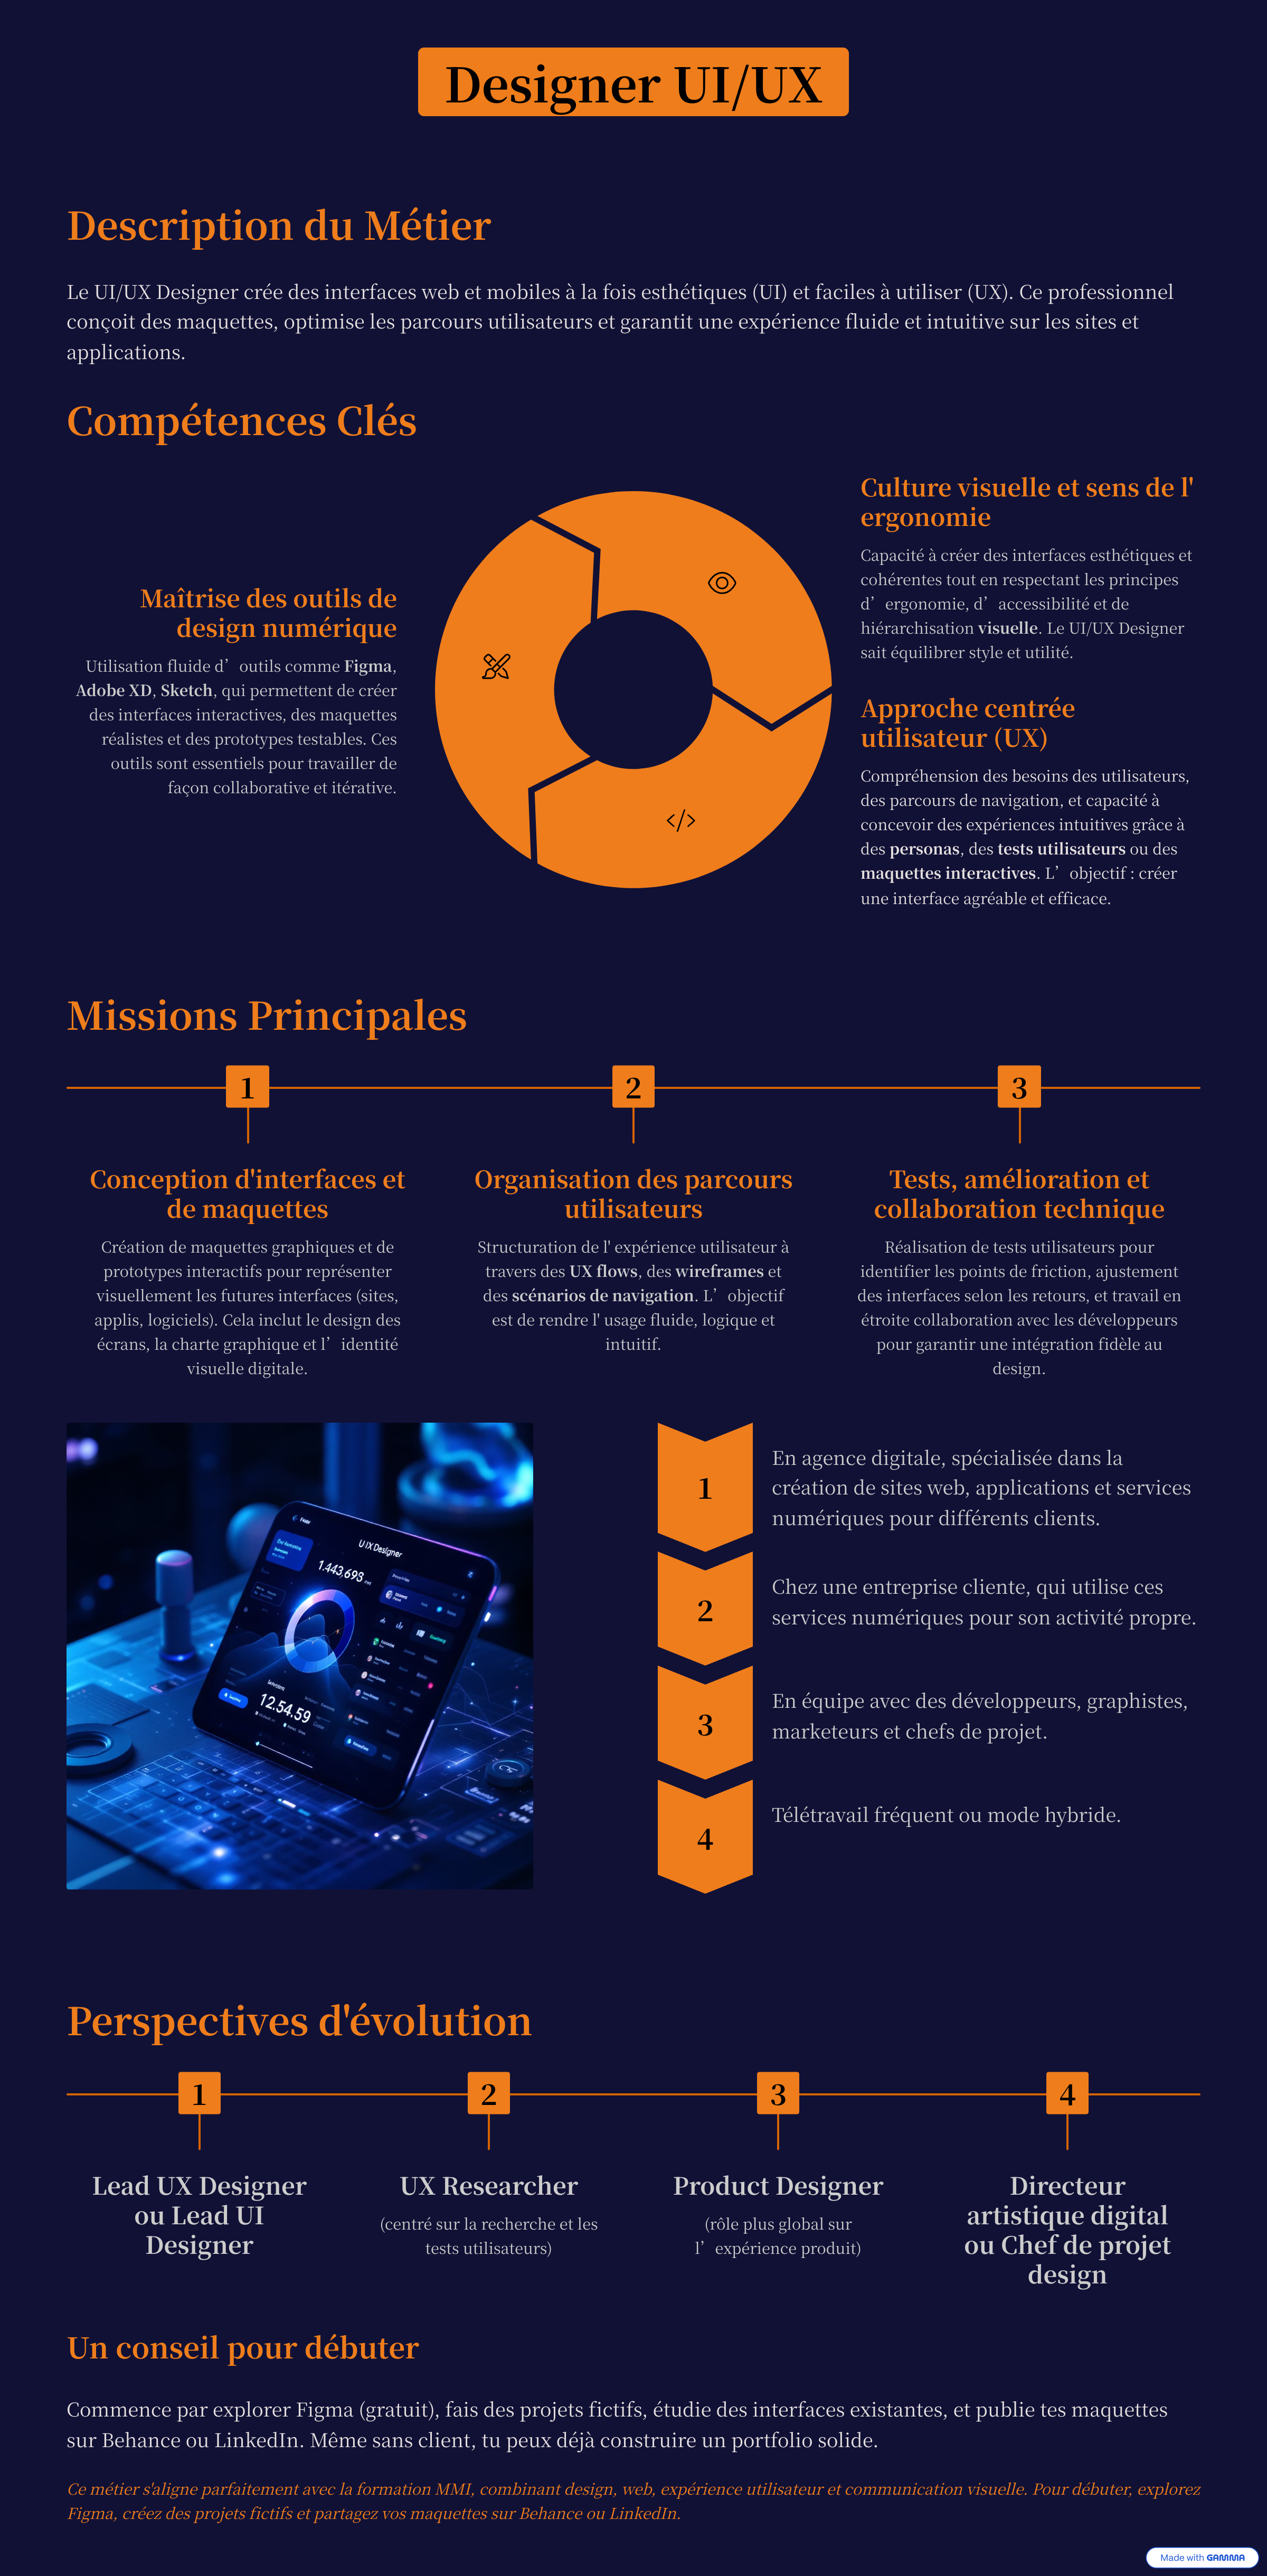 Designer UI/UX
Description du Métier
Le UI/UX Designer crée des interfaces web et mobiles à la fois esthétiques (UI) et faciles à utiliser (UX). Ce professionnel
conçoit des maquettes, optimise les parcours utilisateurs et garantit une expérience fluide et intuitive sur les sites et
applications.
Compétences Clés
Maîtrise des outils de
design numérique
Utilisation fluide d’ outils comme Figma,
Adobe XD, Sketch, qui permettent de créer
des interfaces interactives, des maquettes
réalistes et des prototypes testables. Ces
outils sont essentiels pour travailler de
façon collaborative et itérative.
Culture visuelle et sens de l'
ergonomie
Capacité à créer des interfaces esthétiques et
cohérentes tout en respectant les principes
d’ ergonomie, d’ accessibilité et de
hiérarchisation visuelle. Le UI/UX Designer
sait équilibrer style et utilité.
Approche centrée
utilisateur (UX)
Compréhension des besoins des utilisateurs,
des parcours de navigation, et capacité à
concevoir des expériences intuitives grâce à
des personas, des tests utilisateurs ou des
maquettes interactives. L’ objectif : créer
une interface agréable et efficace.
Missions Principales
1
Conception d'interfaces et
de maquettes
Création de maquettes graphiques et de
prototypes interactifs pour représenter
visuellement les futures interfaces (sites,
applis, logiciels). Cela inclut le design des
écrans, la charte graphique et l’ identité
visuelle digitale.
2
Organisation des parcours
utilisateurs
Structuration de l' expérience utilisateur à
travers des UX flows, des wireframes et
des scénarios de navigation. L’ objectif
est de rendre l' usage fluide, logique et
intuitif.
3
Tests, amélioration et
collaboration technique
Réalisation de tests utilisateurs pour
identifier les points de friction, ajustement
des interfaces selon les retours, et travail en
étroite collaboration avec les développeurs
pour garantir une intégration fidèle au
design.
UIX Designer
1.443,693
12.54.59
1
En agence digitale, spécialisée dans la
création de sites web, applications et services
numériques pour différents clients.
2
Chez une entreprise cliente, qui utilise ces
services numériques pour son activité propre.
3
En équipe avec des développeurs, graphistes,
marketeurs et chefs de projet.
4
Télétravail fréquent ou mode hybride.
Perspectives d'évolution
1
Lead UX Designer
ou Lead UI
Designer
2
UX Researcher
(centré sur la recherche et les
tests utilisateurs)
3
Product Designer
(rôle plus global sur
l’ expérience produit)
4
Directeur
artistique digital
ou Chef de projet
design
Un conseil pour débuter
Commence par explorer Figma (gratuit), fais des projets fictifs, étudie des interfaces existantes, et publie tes maquettes
sur Behance ou LinkedIn. Même sans client, tu peux déjà construire un portfolio solide.
Ce métier s'aligne parfaitement avec la formation MMI, combinant design, web, expérience utilisateur et communication visuelle. Pour débuter, explorez
Figma, créez des projets fictifs et partagez vos maquettes sur Behance ou LinkedIn.
Made with GAMMA